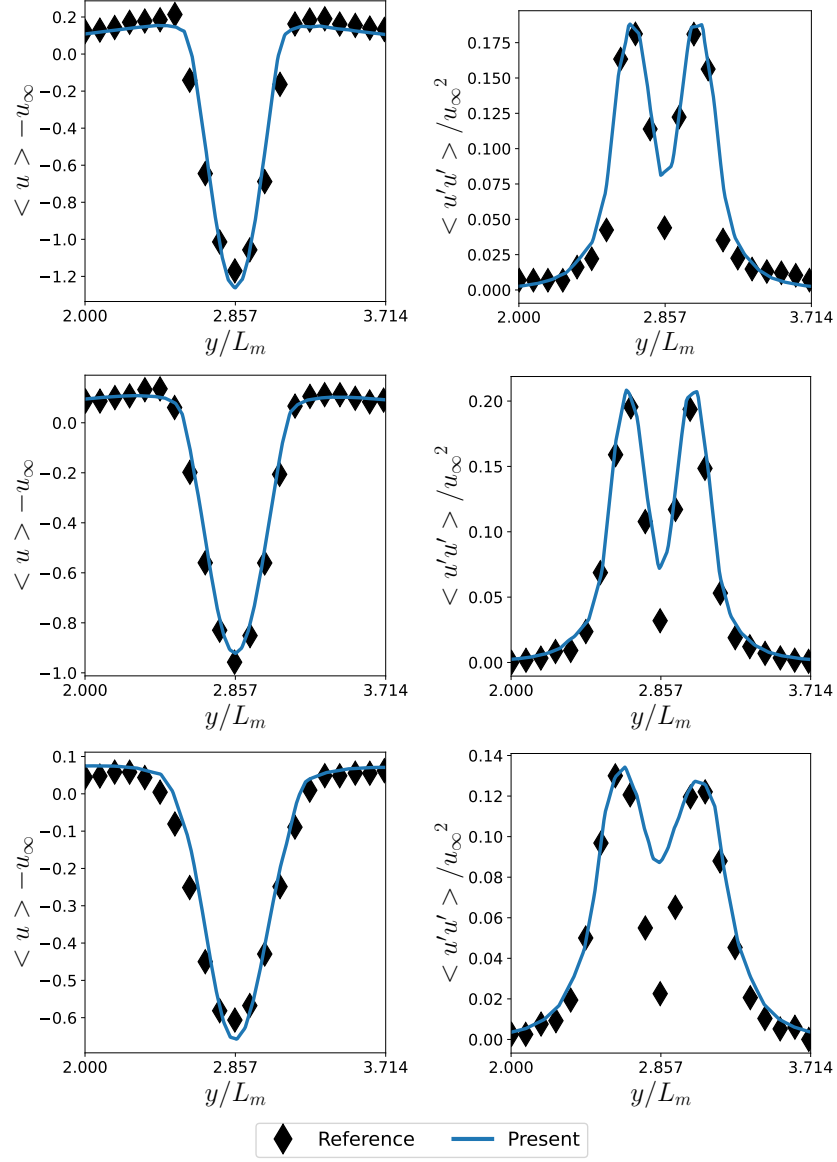 0.2
0.0
−0.2
−0.4
−0.6
−0.8
−1.0
−1.2
< u > −u∞
2.000 2.857 3.714
y/Lm
0.175
0.150
0.125
0.100
0.075
0.050
0.025
0.000
< u′u′ > /u∞²
2.000 2.857 3.714
y/Lm
0.0
−0.2
−0.4
−0.6
−0.8
−1.0
< u > −u∞
2.000 2.857 3.714
y/Lm
0.20
0.15
0.10
0.05
0.00
< u′u′ > /u∞²
2.000 2.857 3.714
y/Lm
0.1
0.0
−0.1
−0.2
−0.3
−0.4
−0.5
−0.6
< u > −u∞
2.000 2.857 3.714
y/Lm
0.14
0.12
0.10
0.08
0.06
0.04
0.02
0.00
< u′u′ > /u∞²
2.000 2.857 3.714
y/Lm
Reference Present